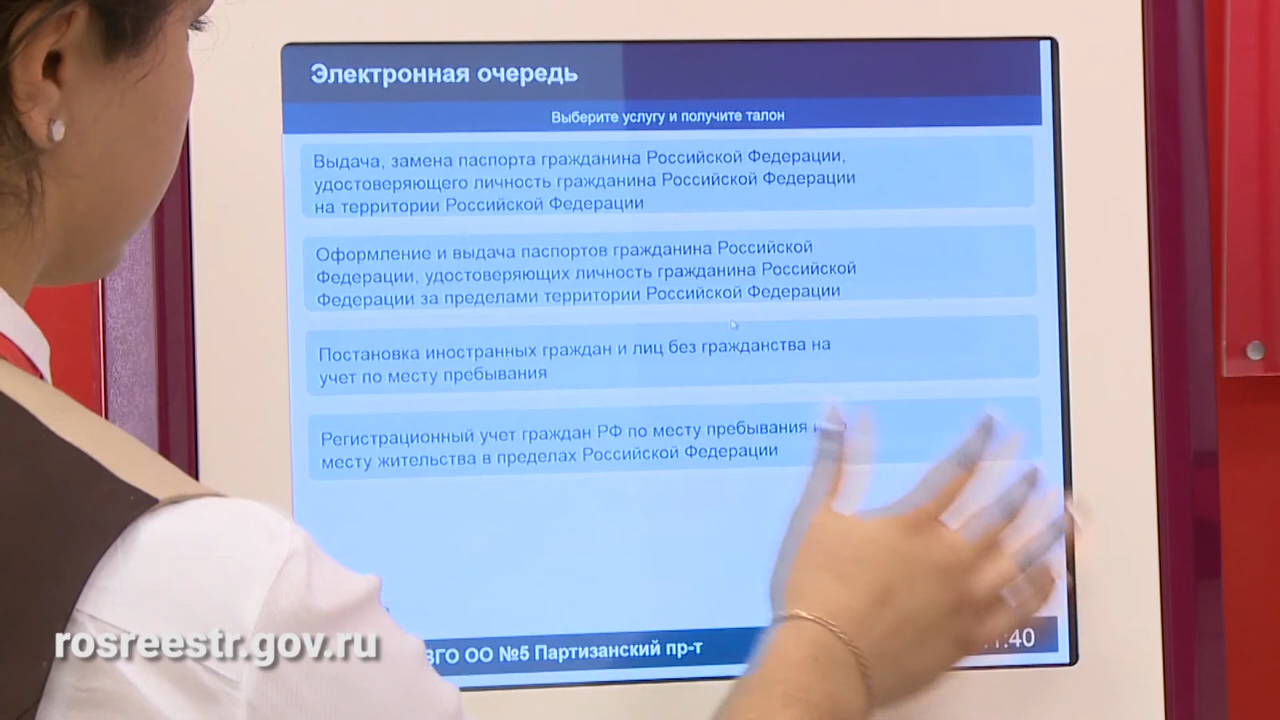 Электронная очередь
Выберите услугу и получите талон
Выдача, замена паспорта гражданина Российской Федерации,
удостоверяющего личность гражданина Российской Федерации
на территории Российской Федерации
Оформление и выдача паспортов гражданина Российской
Федерации, удостоверяющих личность гражданина Российской
Федерации за пределами территории Российской Федерации
Постановка иностранных граждан и лиц без гражданства на
учет по месту пребывания
Регистрационный учет граждан РФ по месту пребывания
месту жительства в пределах Российской Федерации
ОО №5 Партизанский пр-т
rosreestr.gov.ru